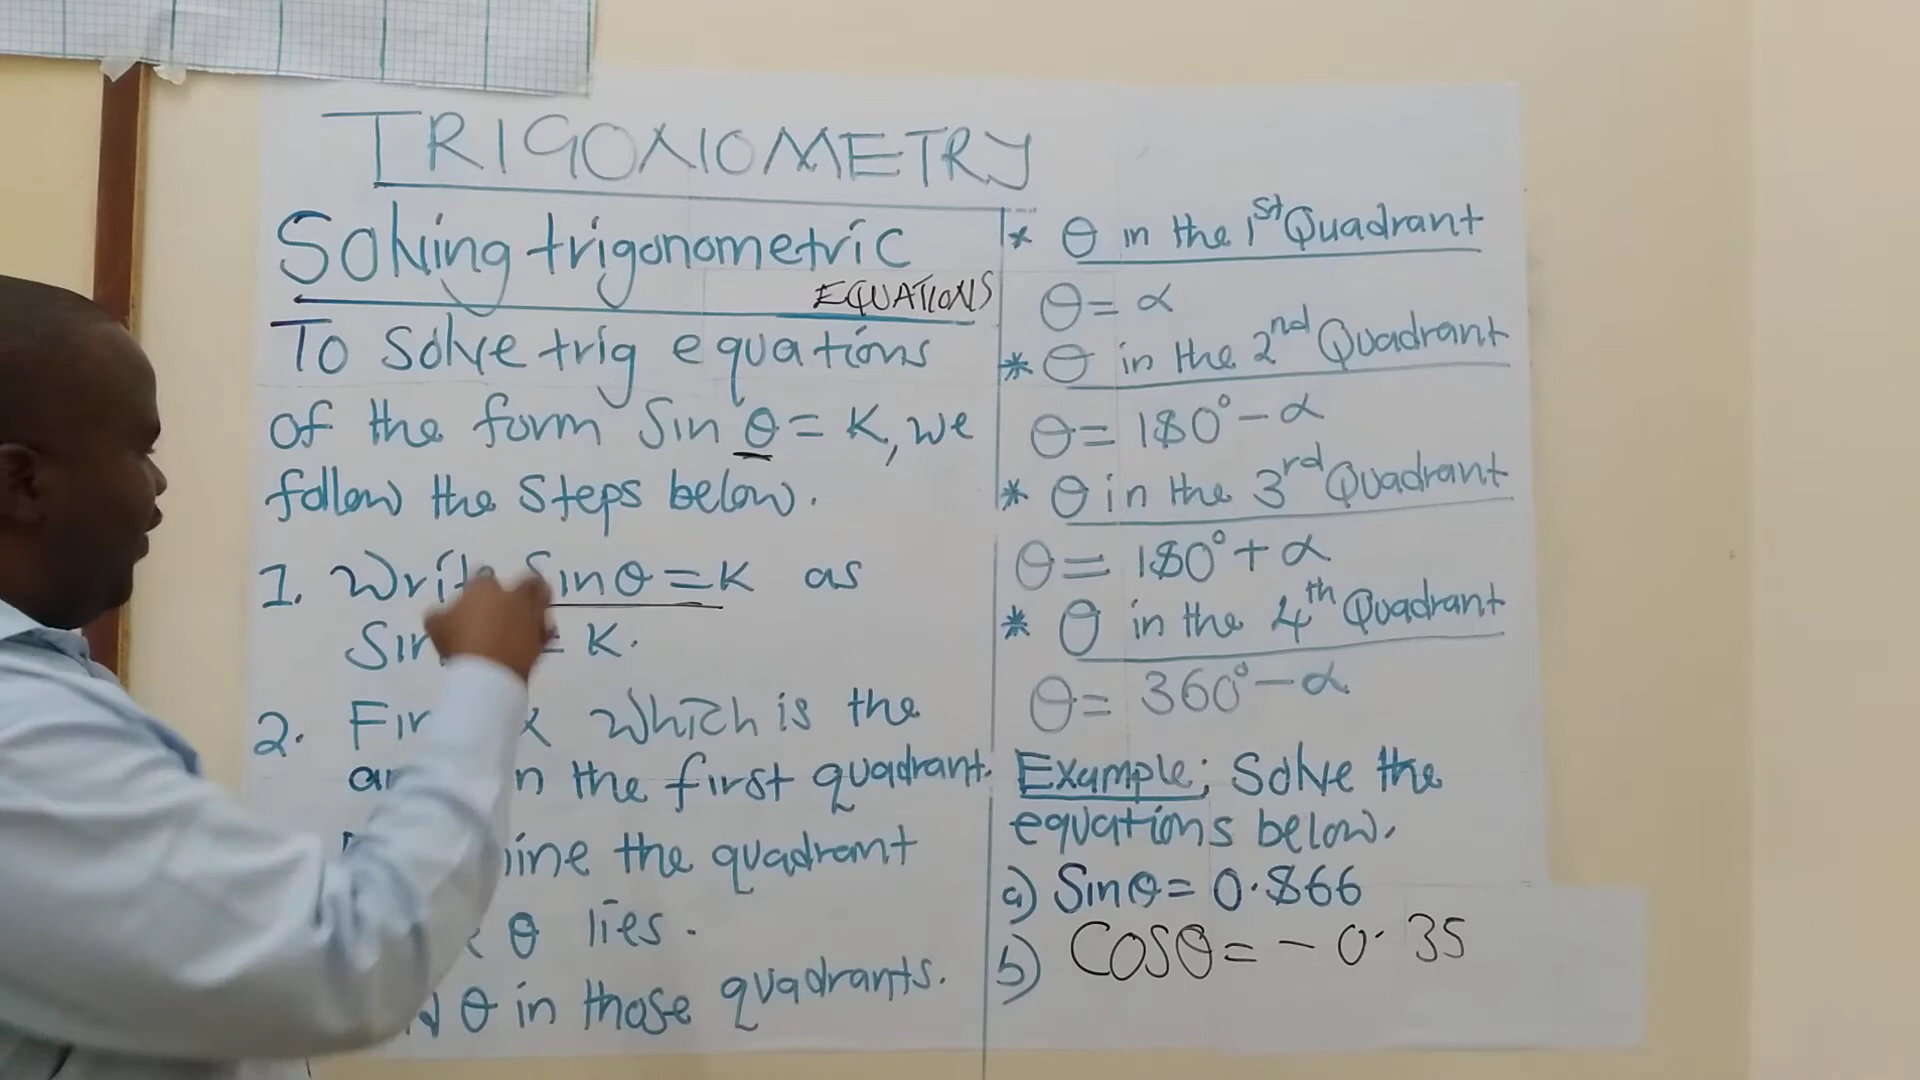 TRIGONOMETRY
Solving trigonometric
EQUATIONS
To Solve trig equations
of the form Sin θ = K, we
follow the Steps below.
1. Write Sinθ = K as
= K.
2. which is the
in the first quadrant.
the quadrant
θ lies.
θ in those quadrants.
* θ in the 1st Quadrant
θ = α
* θ in the 2nd Quadrant
θ = 180° - α
* θ in the 3rd Quadrant
θ = 180° + α
* θ in the 4th Quadrant
θ = 360° - α
Example; Solve the
equations below.
a) Sinθ = 0.866
b) COSθ = - 0.35